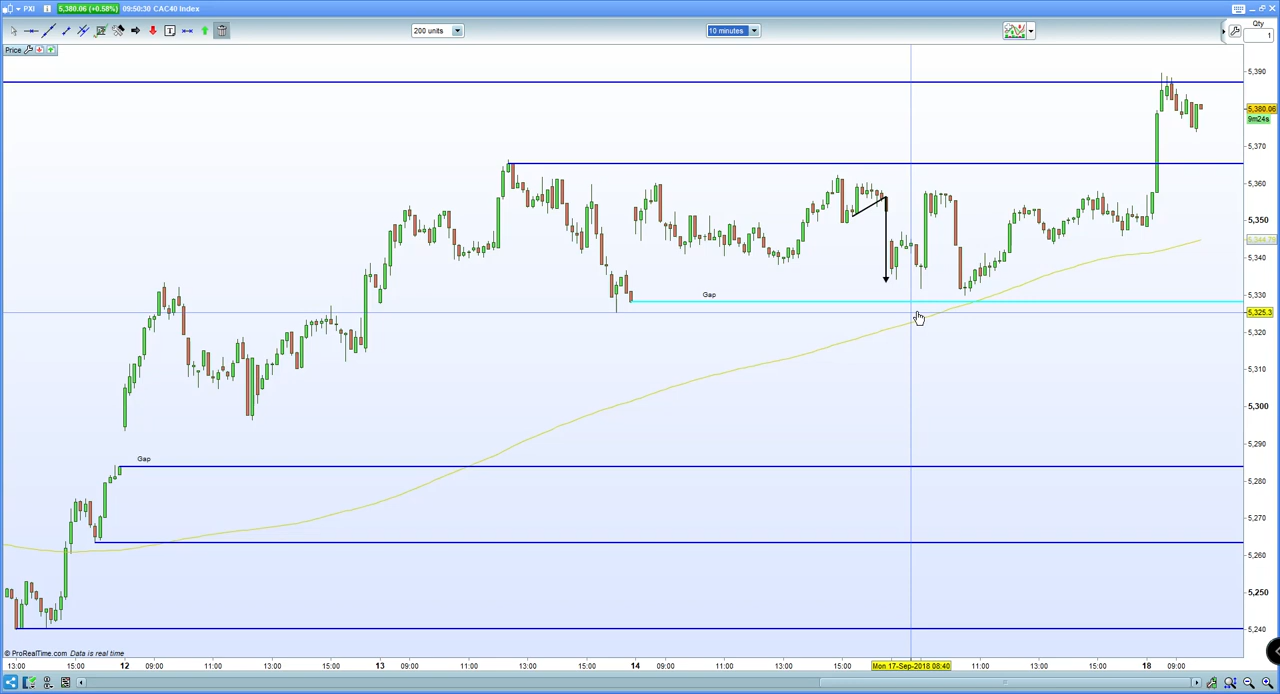 PXI 5,380.06 (+0.58%) 09:50:30 CAC40 Index
200 units 10 minutes Qty
1
Price
5,390
5,380.06
9m24s
5,370
5,360
5,350
5,344.79
5,340
5,330
Gap
5,325.3
5,320
5,310
5,300
5,290
Gap
5,280
5,270
5,260
5,250
5,240
© ProRealTime.com Data is real time
13:00 15:00 12 09:00 11:00 13:00 15:00 13 09:00 11:00 13:00 15:00 14 09:00 11:00 13:00 15:00 Mon 17-Sep-2018 08:40 11:00 13:00 15:00 18 09:00